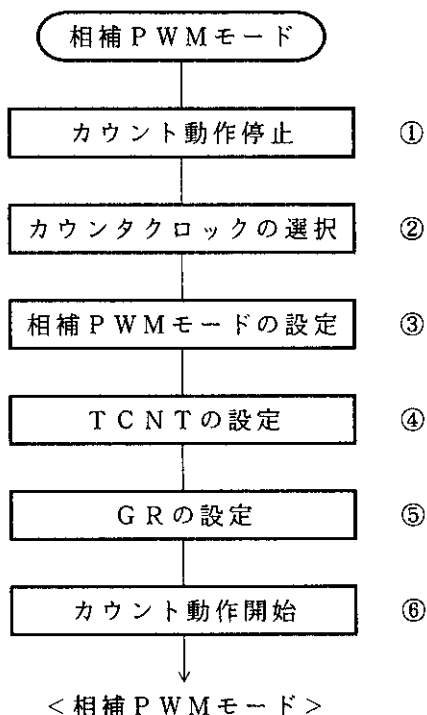 相補PWMモード
カウント動作停止 ①
カウンタクロックの選択 ②
相補PWMモードの設定 ③
TCNTの設定 ④
GRの設定 ⑤
カウント動作開始 ⑥
<相補PWMモード>